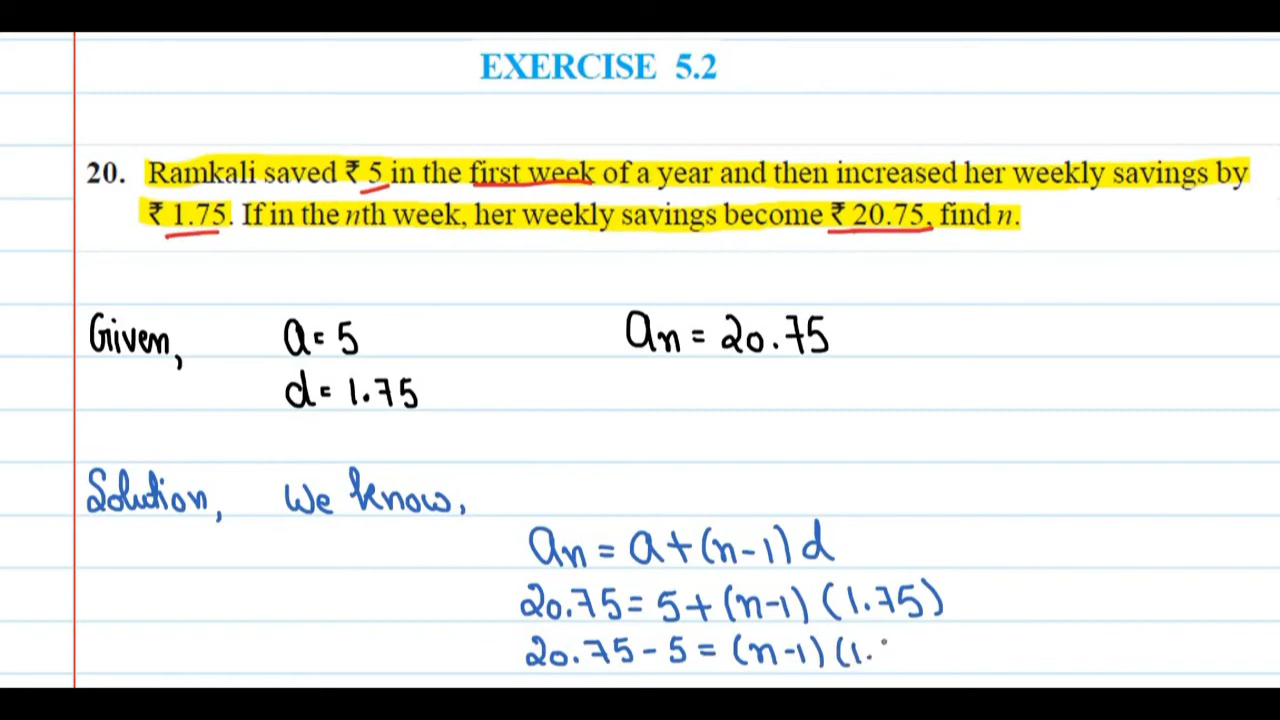 EXERCISE 5.2
20. Ramkali saved ₹ 5 in the first week of a year and then increased her weekly savings by
₹ 1.75. If in the nth week, her weekly savings become ₹ 20.75, find n.
Given, a = 5 an = 20.75
d = 1.75
Solution, We know,
an = a + (n-1) d
20.75 = 5 + (n-1) (1.75)
20.75 - 5 = (n-1) (1.